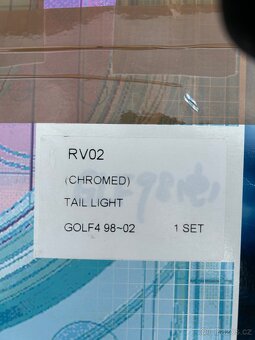 RV02
(CHROMED)
TAIL LIGHT
GOLF4 98~02 1 SET